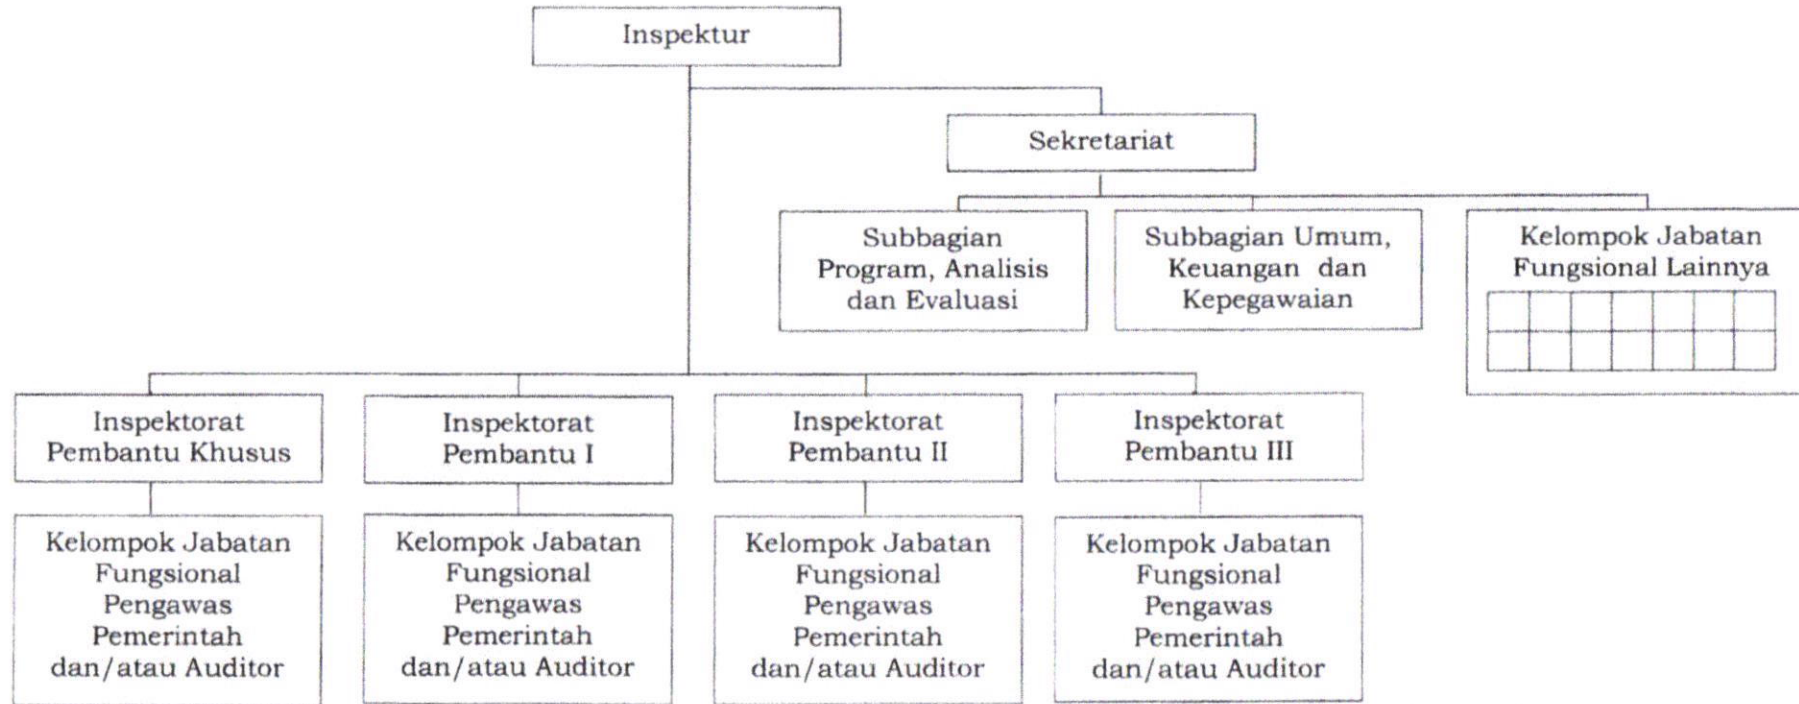 Inspektur
Sekretariat
Subbagian
Program, Analisis
dan Evaluasi
Subbagian Umum,
Keuangan dan
Kepegawaian
Kelompok Jabatan
Fungsional Lainnya
Inspektorat
Pembantu Khusus
Inspektorat
Pembantu I
Inspektorat
Pembantu II
Inspektorat
Pembantu III
Kelompok Jabatan
Fungsional
Pengawas
Pemerintah
dan/atau Auditor
Kelompok Jabatan
Fungsional
Pengawas
Pemerintah
dan/atau Auditor
Kelompok Jabatan
Fungsional
Pengawas
Pemerintah
dan/atau Auditor
Kelompok Jabatan
Fungsional
Pengawas
Pemerintah
dan/atau Auditor